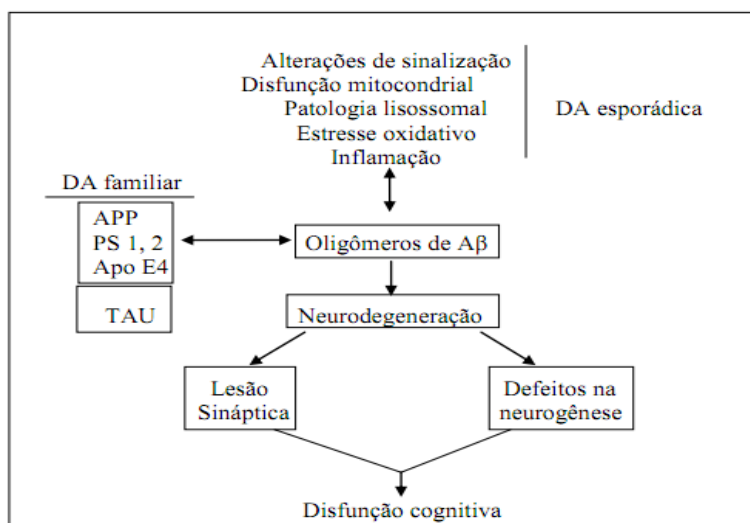 Alterações de sinalização
Disfunção mitocondrial
Patologia lisossomal
Estresse oxidativo
Inflamação
DA esporádica
DA familiar
APP
PS 1, 2
Apo E4
TAU
Oligômeros de Aβ
Neurodegeneração
Lesão
Sináptica
Defeitos na
neurogênese
Disfunção cognitiva